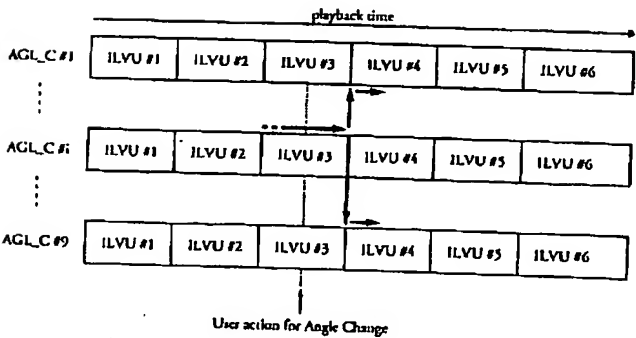 playback time
AGL_C #1 ILVU #1 ILVU #2 ILVU #3 ILVU #4 ILVU #5 ILVU #6
AGL_C #i ILVU #1 ILVU #2 ILVU #3 ILVU #4 ILVU #5 ILVU #6
AGL_C #9 ILVU #1 ILVU #2 ILVU #3 ILVU #4 ILVU #5 ILVU #6
User action for Angle Change